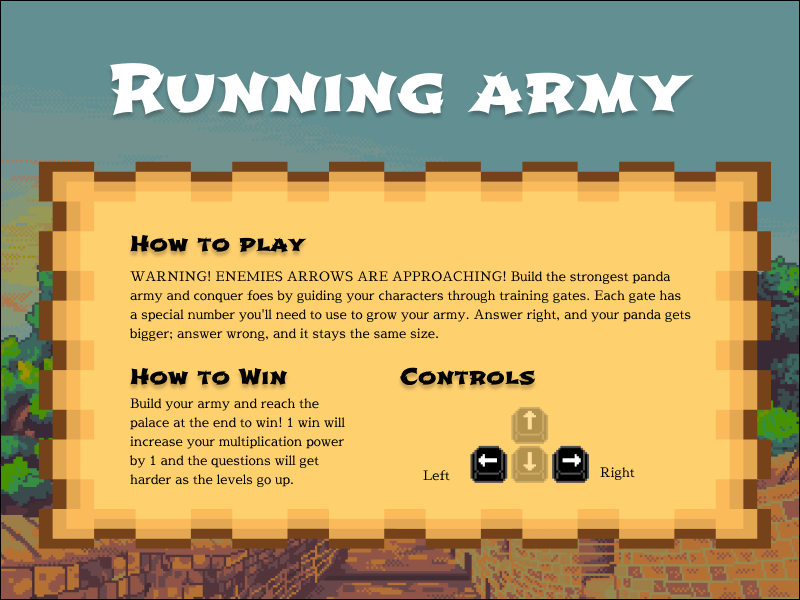 Running army
How to play
WARNING! ENEMIES ARROWS ARE APPROACHING! Build the strongest panda
army and conquer foes by guiding your characters through training gates. Each gate has
a special number you'll need to use to grow your army. Answer right, and your panda gets
bigger; answer wrong, and it stays the same size.
How to Win
Build your army and reach the
palace at the end to win! 1 win will
increase your multiplication power
by 1 and the questions will get
harder as the levels go up.
Controls
Left
Right